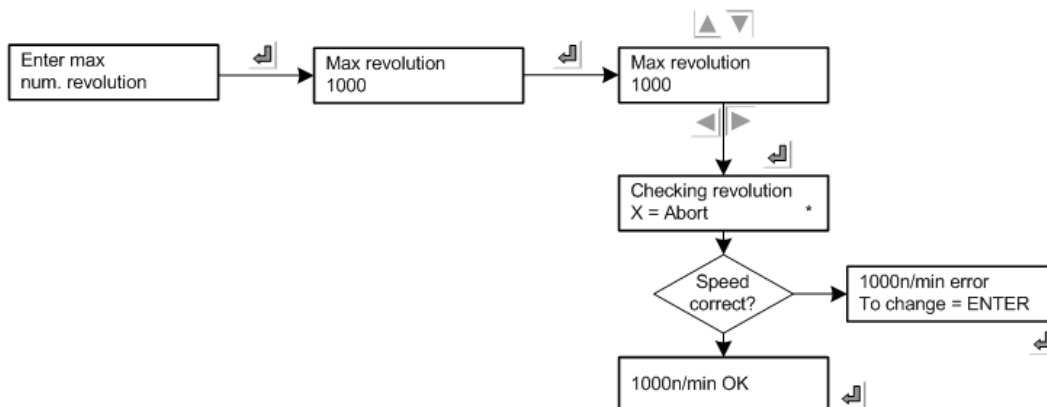 Enter max
num. revolution
Max revolution
1000
Max revolution
1000
Checking revolution
X = Abort *
Speed
correct?
1000n/min error
To change = ENTER
1000n/min OK